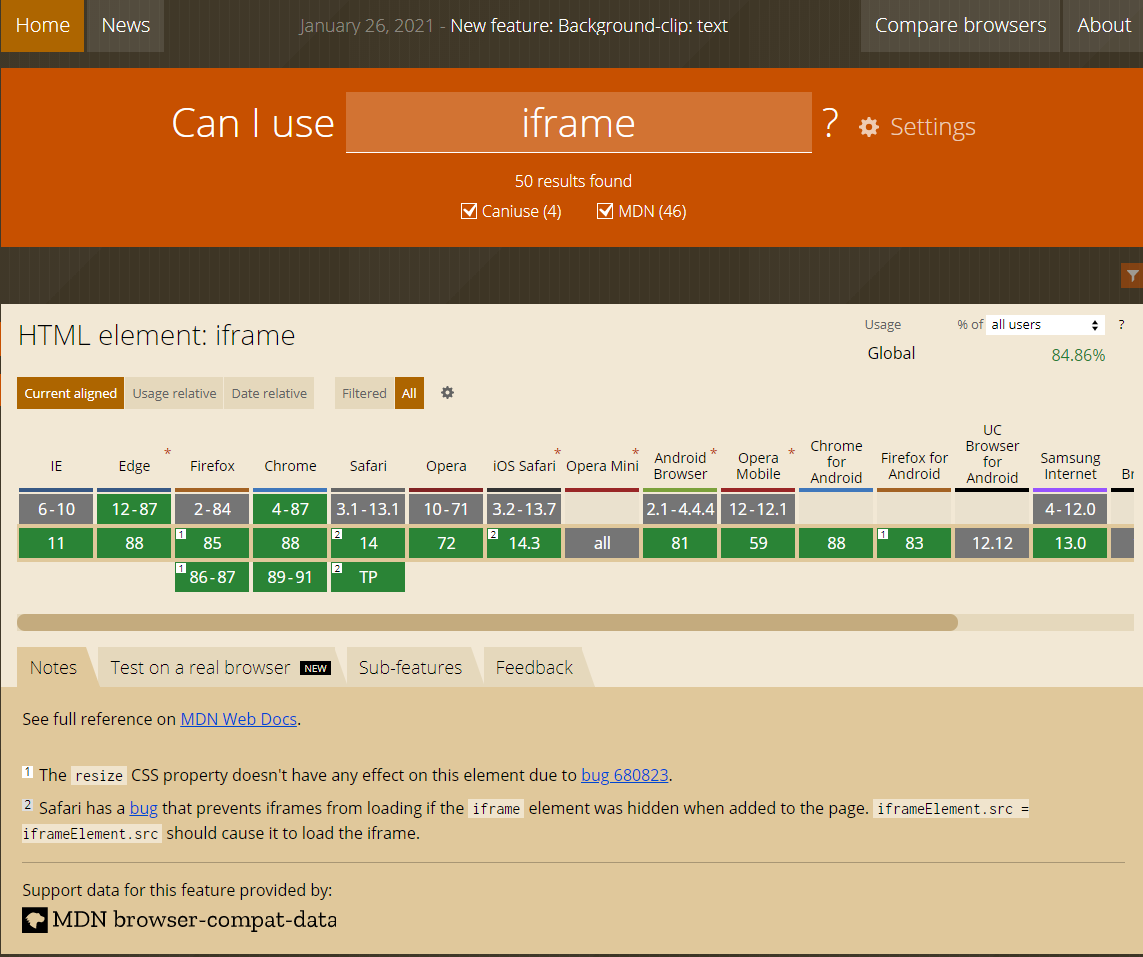 Home News January 26, 2021 - New feature: Background-clip: text Compare browsers About
Can I use iframe ? Settings
50 results found
Caniuse (4) MDN (46)
HTML element: iframe
Usage % of all users ?
Global 84.86%
Current aligned Usage relative Date relative Filtered All
IE Edge * Firefox Chrome Safari Opera iOS Safari * Opera Mini * Android Browser * Opera Mobile * Chrome for Android Firefox for Android UC Browser for Android Samsung Internet Br
6-10 12-87 2-84 4-87 3.1-13.1 10-71 3.2-13.7 2.1-4.4.4 12-12.1 4-12.0
11 88 1 85 88 2 14 72 2 14.3 all 81 59 88 1 83 12.12 13.0
1 86-87 89-91 2 TP
Notes Test on a real browser NEW Sub-features Feedback
See full reference on MDN Web Docs.
1 The resize CSS property doesn't have any effect on this element due to bug 680823.
2 Safari has a bug that prevents iframes from loading if the iframe element was hidden when added to the page. iframeElement.src =
iframeElement.src should cause it to load the iframe.
Support data for this feature provided by:
MDN browser-compat-data